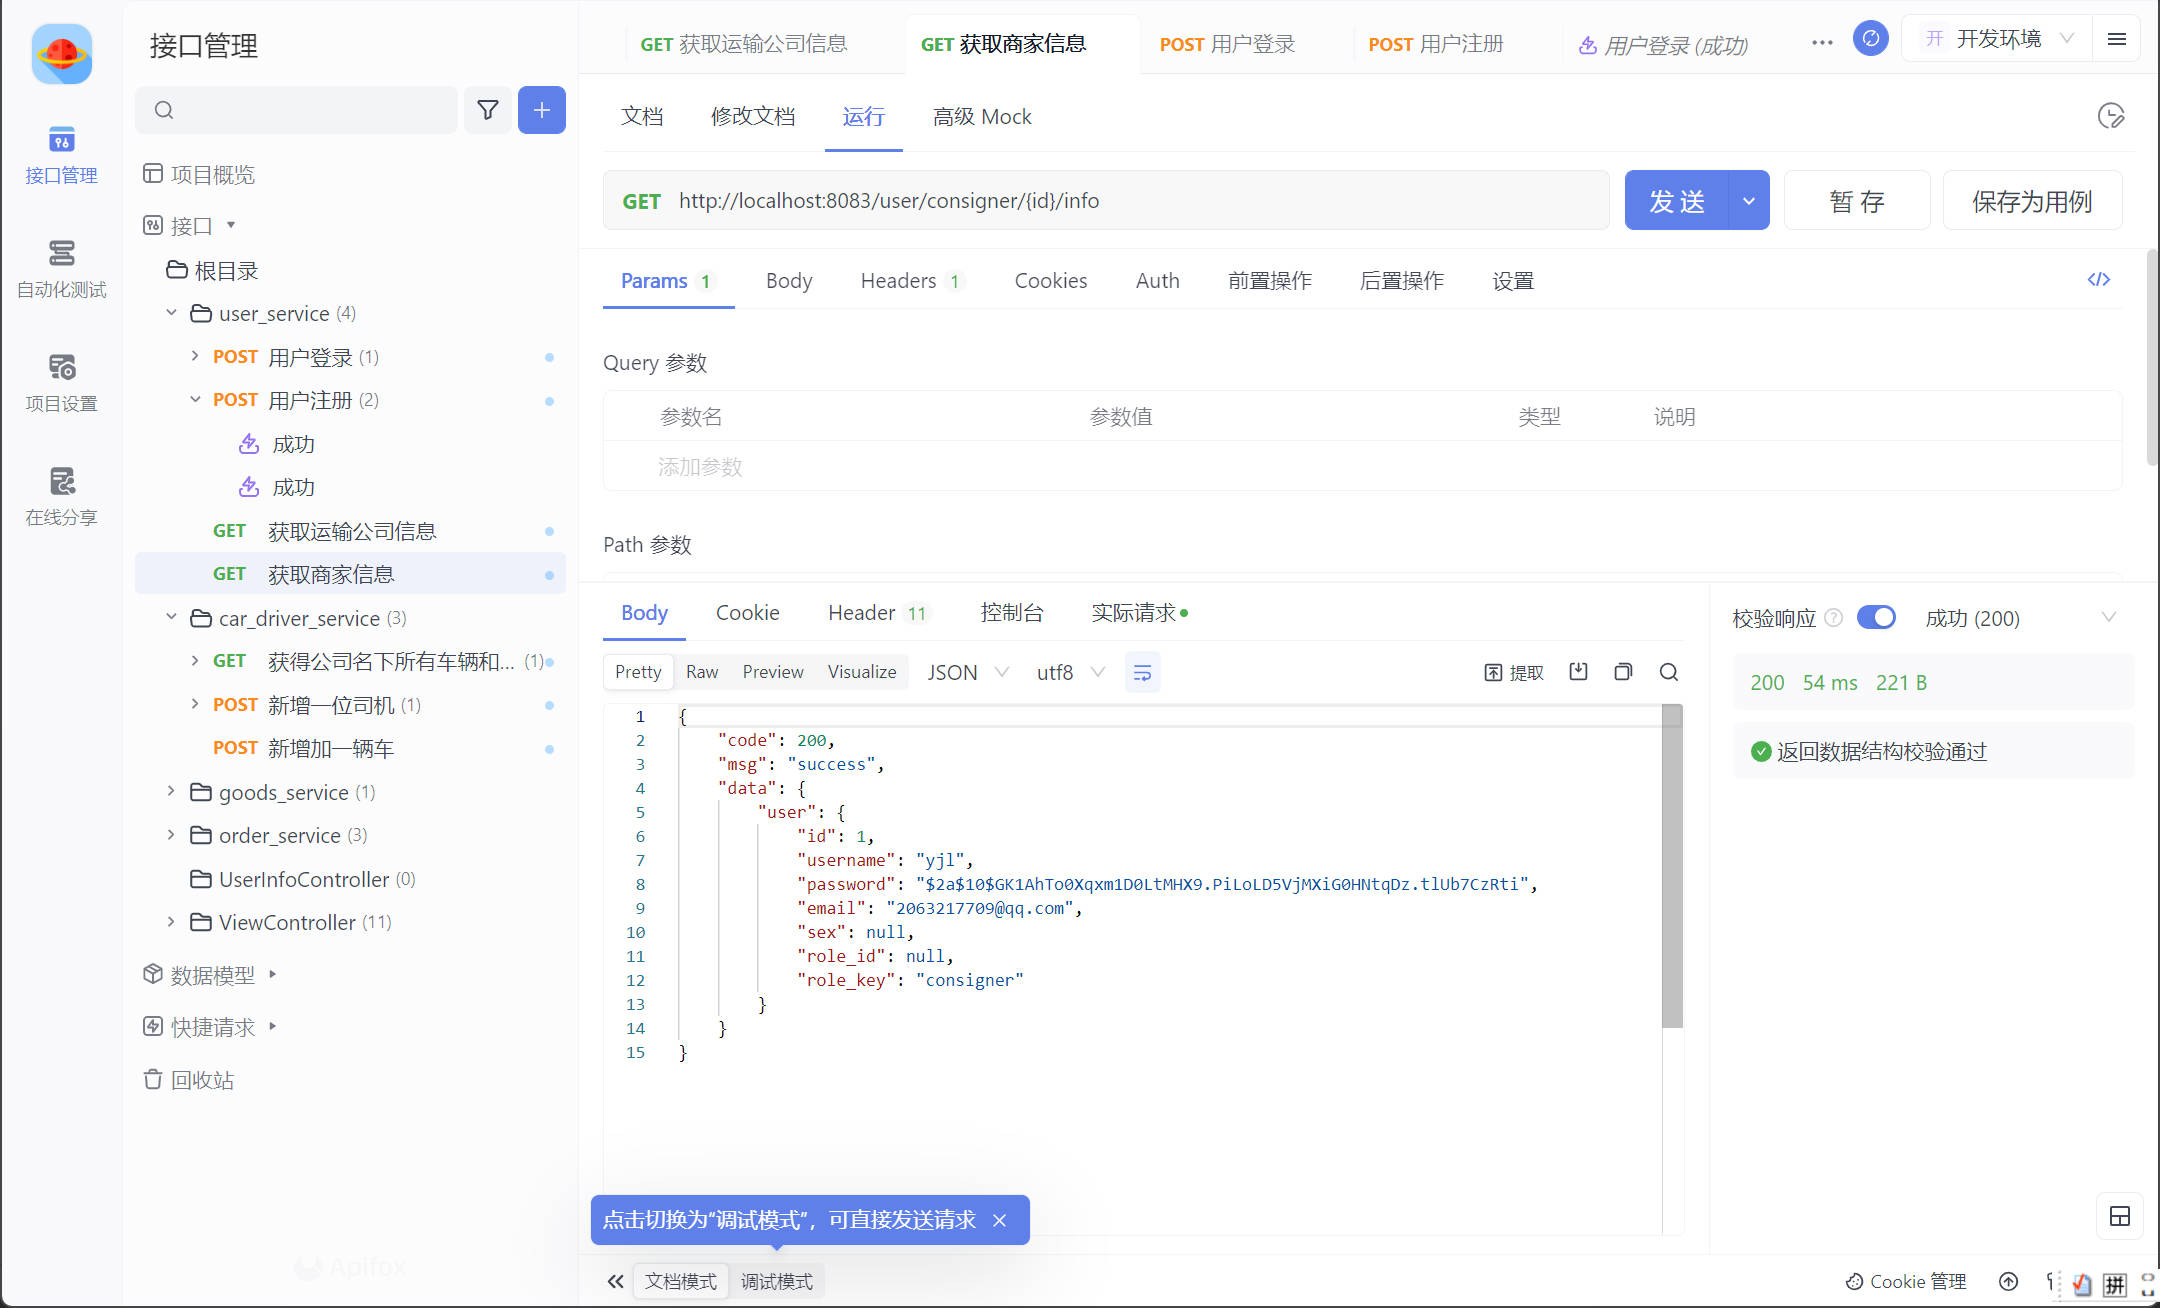 接口管理
自动化测试
项目设置
在线分享
接口管理
项目概览
接口
根目录
user_service (4)
POST 用户登录 (1)
POST 用户注册 (2)
成功
成功
GET 获取运输公司信息
GET 获取商家信息
car_driver_service (3)
GET 获得公司名下所有车辆和... (1)
POST 新增一位司机 (1)
POST 新增加一辆车
goods_service (1)
order_service (3)
UserInfoController (0)
ViewController (11)
数据模型
快捷请求
回收站
Apifox
GET 获取运输公司信息 GET 获取商家信息 POST 用户登录 POST 用户注册 用户登录 (成功) ... 开 开发环境
文档 修改文档 运行 高级 Mock
GET http://localhost:8083/user/consigner/{id}/info 发 送 暂 存 保存为用例
Params 1 Body Headers 1 Cookies Auth 前置操作 后置操作 设置 </>
Query 参数
参数名 参数值 类型 说明
添加参数
Path 参数
Body Cookie Header 11 控制台 实际请求
Pretty Raw Preview Visualize JSON utf8 提取
1 {
2 "code": 200,
3 "msg": "success",
4 "data": {
5 "user": {
6 "id": 1,
7 "username": "yjl",
8 "password": "$2a$10$GK1AhTo0Xqxm1D0LtMHX9.PiLoLD5VjMXiG0HNtqDz.tlUb7CzRti",
9 "email": "2063217709@qq.com",
10 "sex": null,
11 "role_id": null,
12 "role_key": "consigner"
13 }
14 }
15 }
校验响应 ? 成功 (200)
200 54 ms 221 B
返回数据结构校验通过
点击切换为“调试模式”，可直接发送请求
文档模式 调试模式
Cookie 管理
拼